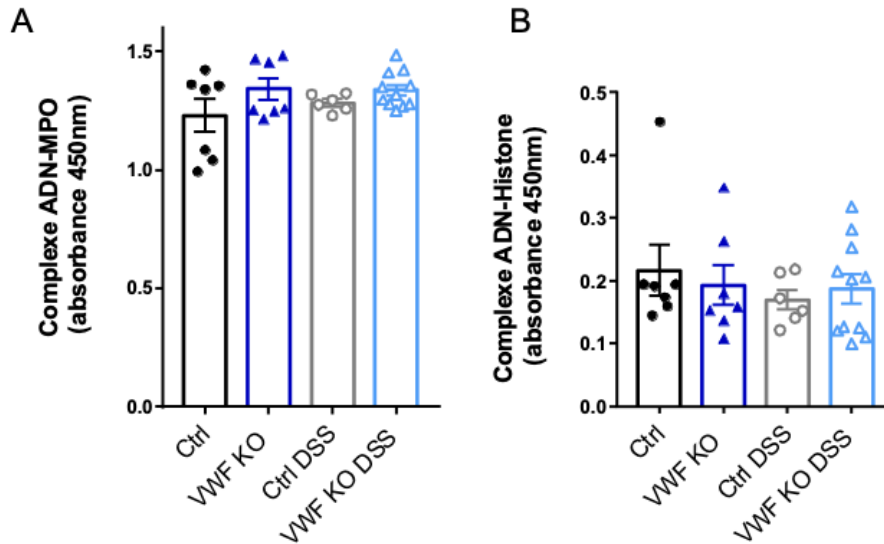 A
Complexe ADN-MPO
(absorbance 450nm)
1.5
1.0
0.5
0.0
Ctrl
VWF KO
Ctrl DSS
VWF KO DSS
B
Complexe ADN-Histone
(absorbance 450nm)
0.5
0.4
0.3
0.2
0.1
0.0
Ctrl
VWF KO
Ctrl DSS
VWF KO DSS